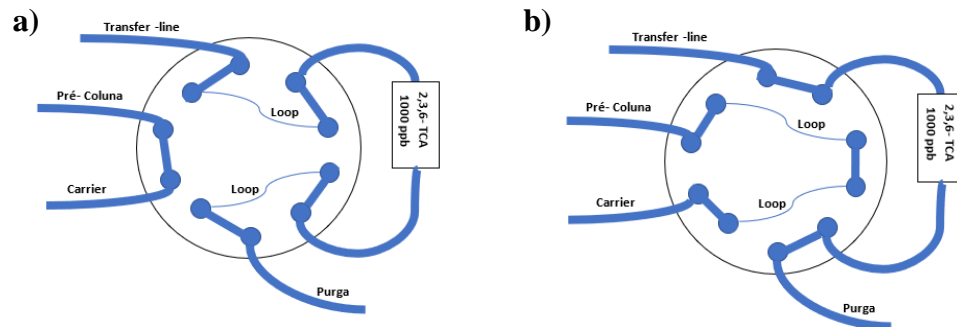 a)
Transfer -line
Pré- Coluna
Loop
2,3,6- TCA
1000 ppb
Loop
Carrier
Purga
b)
Transfer -line
Pré- Coluna
Loop
2,3,6- TCA
1000 ppb
Carrier
Loop
Purga